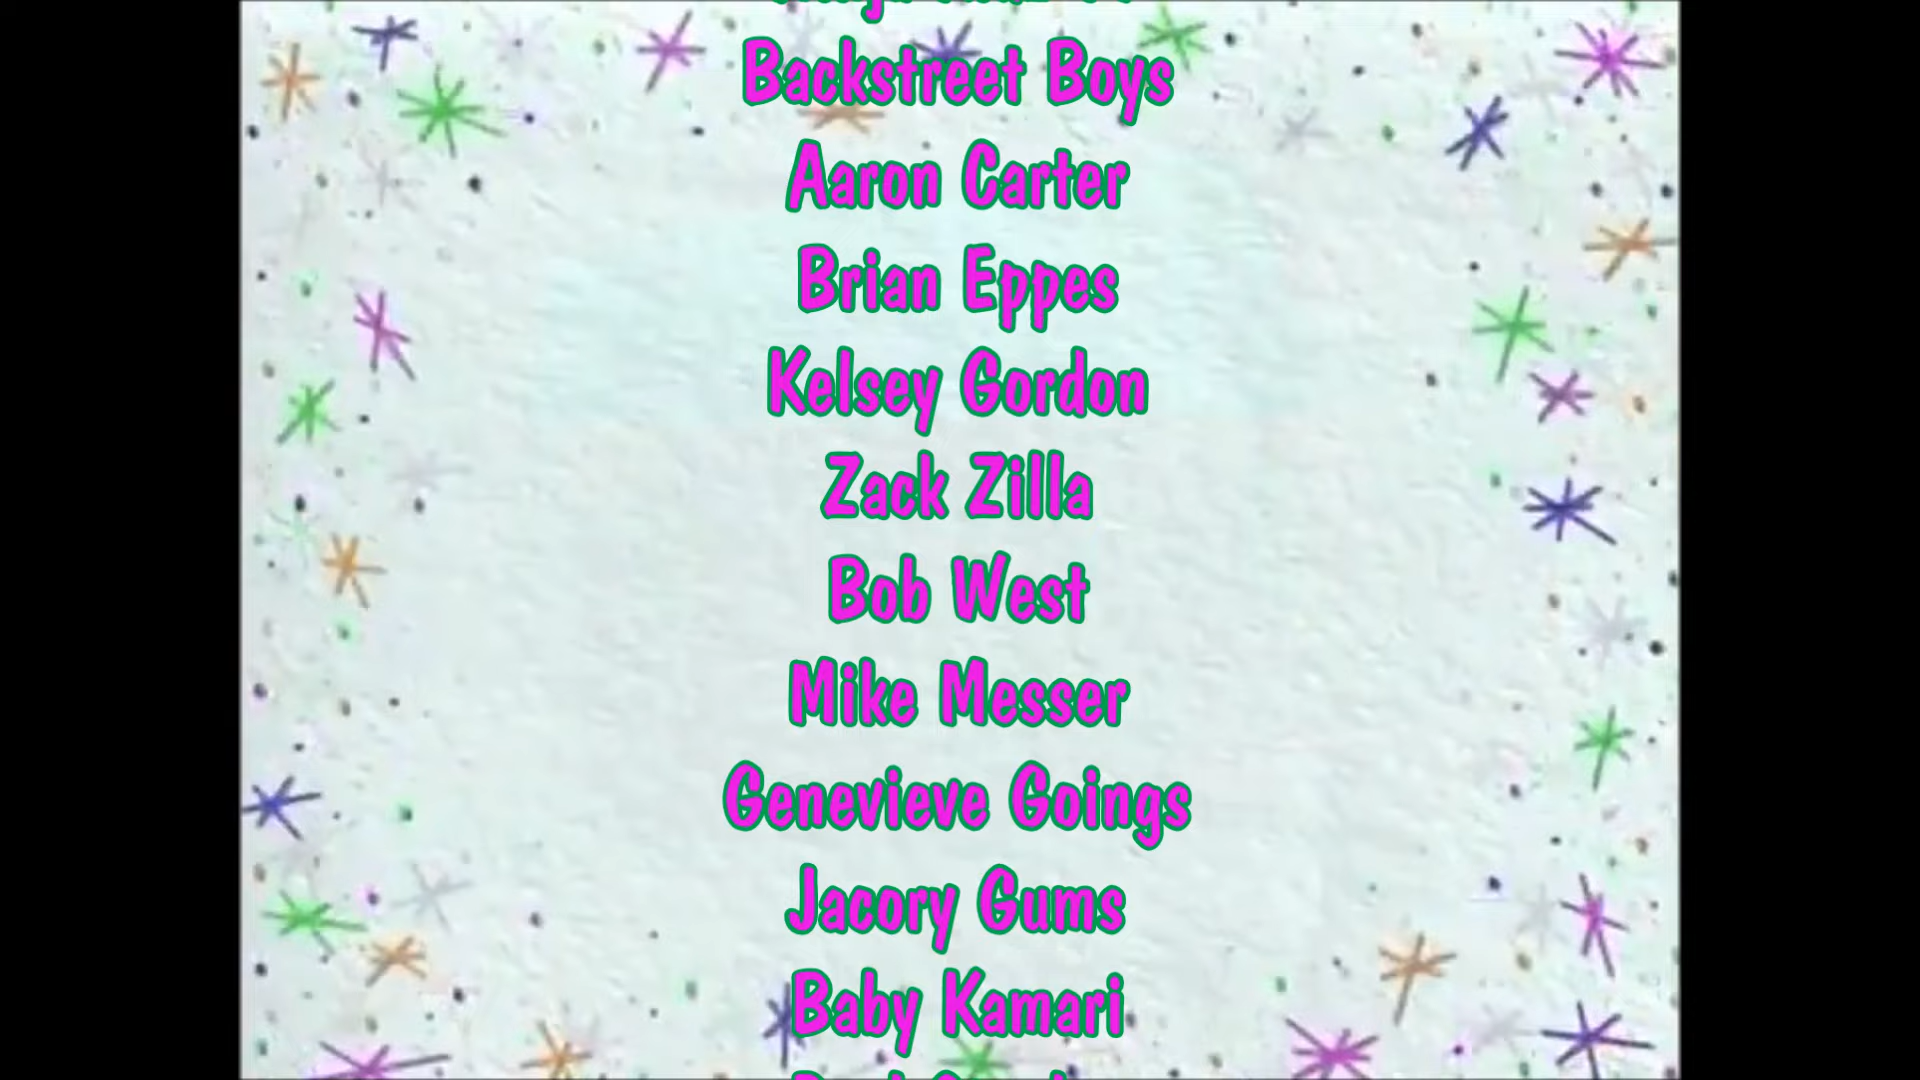 Backstreet Boys
Aaron Carter
Brian Eppes
Kelsey Gordon
Zack Zilla
Bob West
Mike Messer
Genevieve Goings
Jacory Gums
Baby Kamari